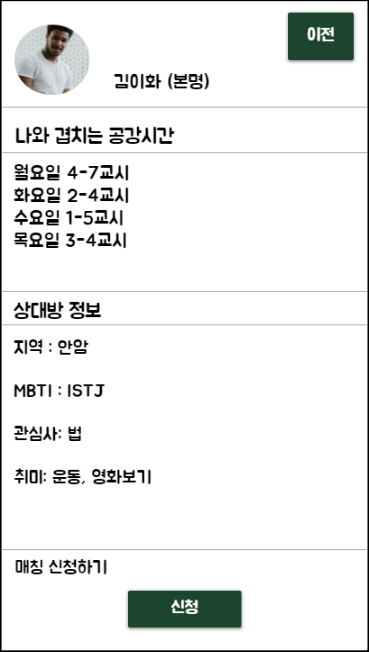 이전
김이화 (본명)
나와 겹치는 공강시간
월요일 4-7교시
화요일 2-4교시
수요일 1-5교시
목요일 3-4교시
상대방 정보
지역 : 안암
MBTI : ISTJ
관심사: 법
취미: 운동, 영화보기
매칭 신청하기
신청